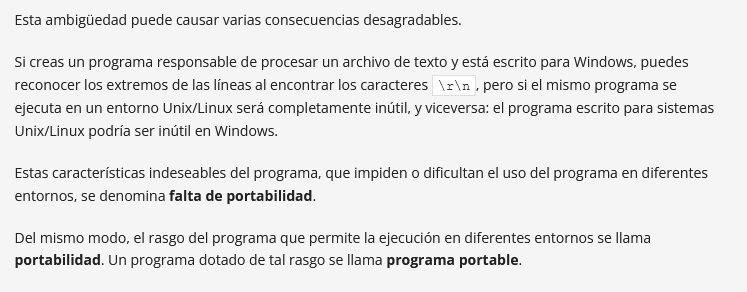 Esta ambigüedad puede causar varias consecuencias desagradables.
Si creas un programa responsable de procesar un archivo de texto y está escrito para Windows, puedes
reconocer los extremos de las líneas al encontrar los caracteres \r\n, pero si el mismo programa se
ejecuta en un entorno Unix/Linux será completamente inútil, y viceversa: el programa escrito para sistemas
Unix/Linux podría ser inútil en Windows.
Estas características indeseables del programa, que impiden o dificultan el uso del programa en diferentes
entornos, se denomina falta de portabilidad.
Del mismo modo, el rasgo del programa que permite la ejecución en diferentes entornos se llama
portabilidad. Un programa dotado de tal rasgo se llama programa portable.